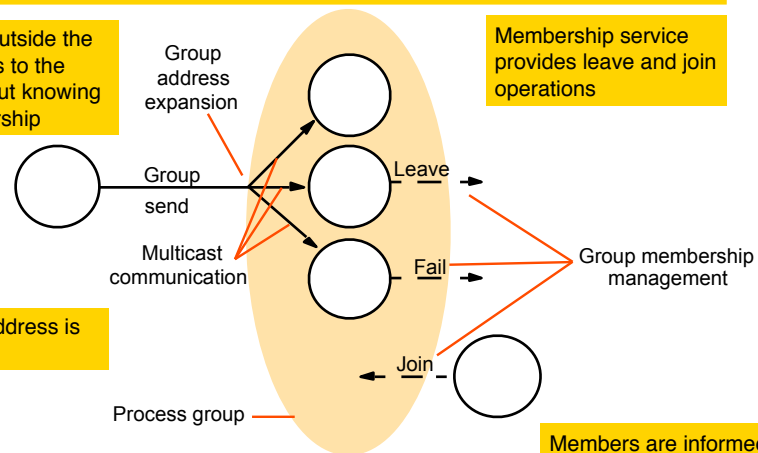 utside the
s to the
ut knowing
rship
Group
address
expansion
Membership service
provides leave and join
operations
Group
send
Leave
Multicast
communication
Fail
Group membership
management
ddress is
Join
Process group
Members are informed